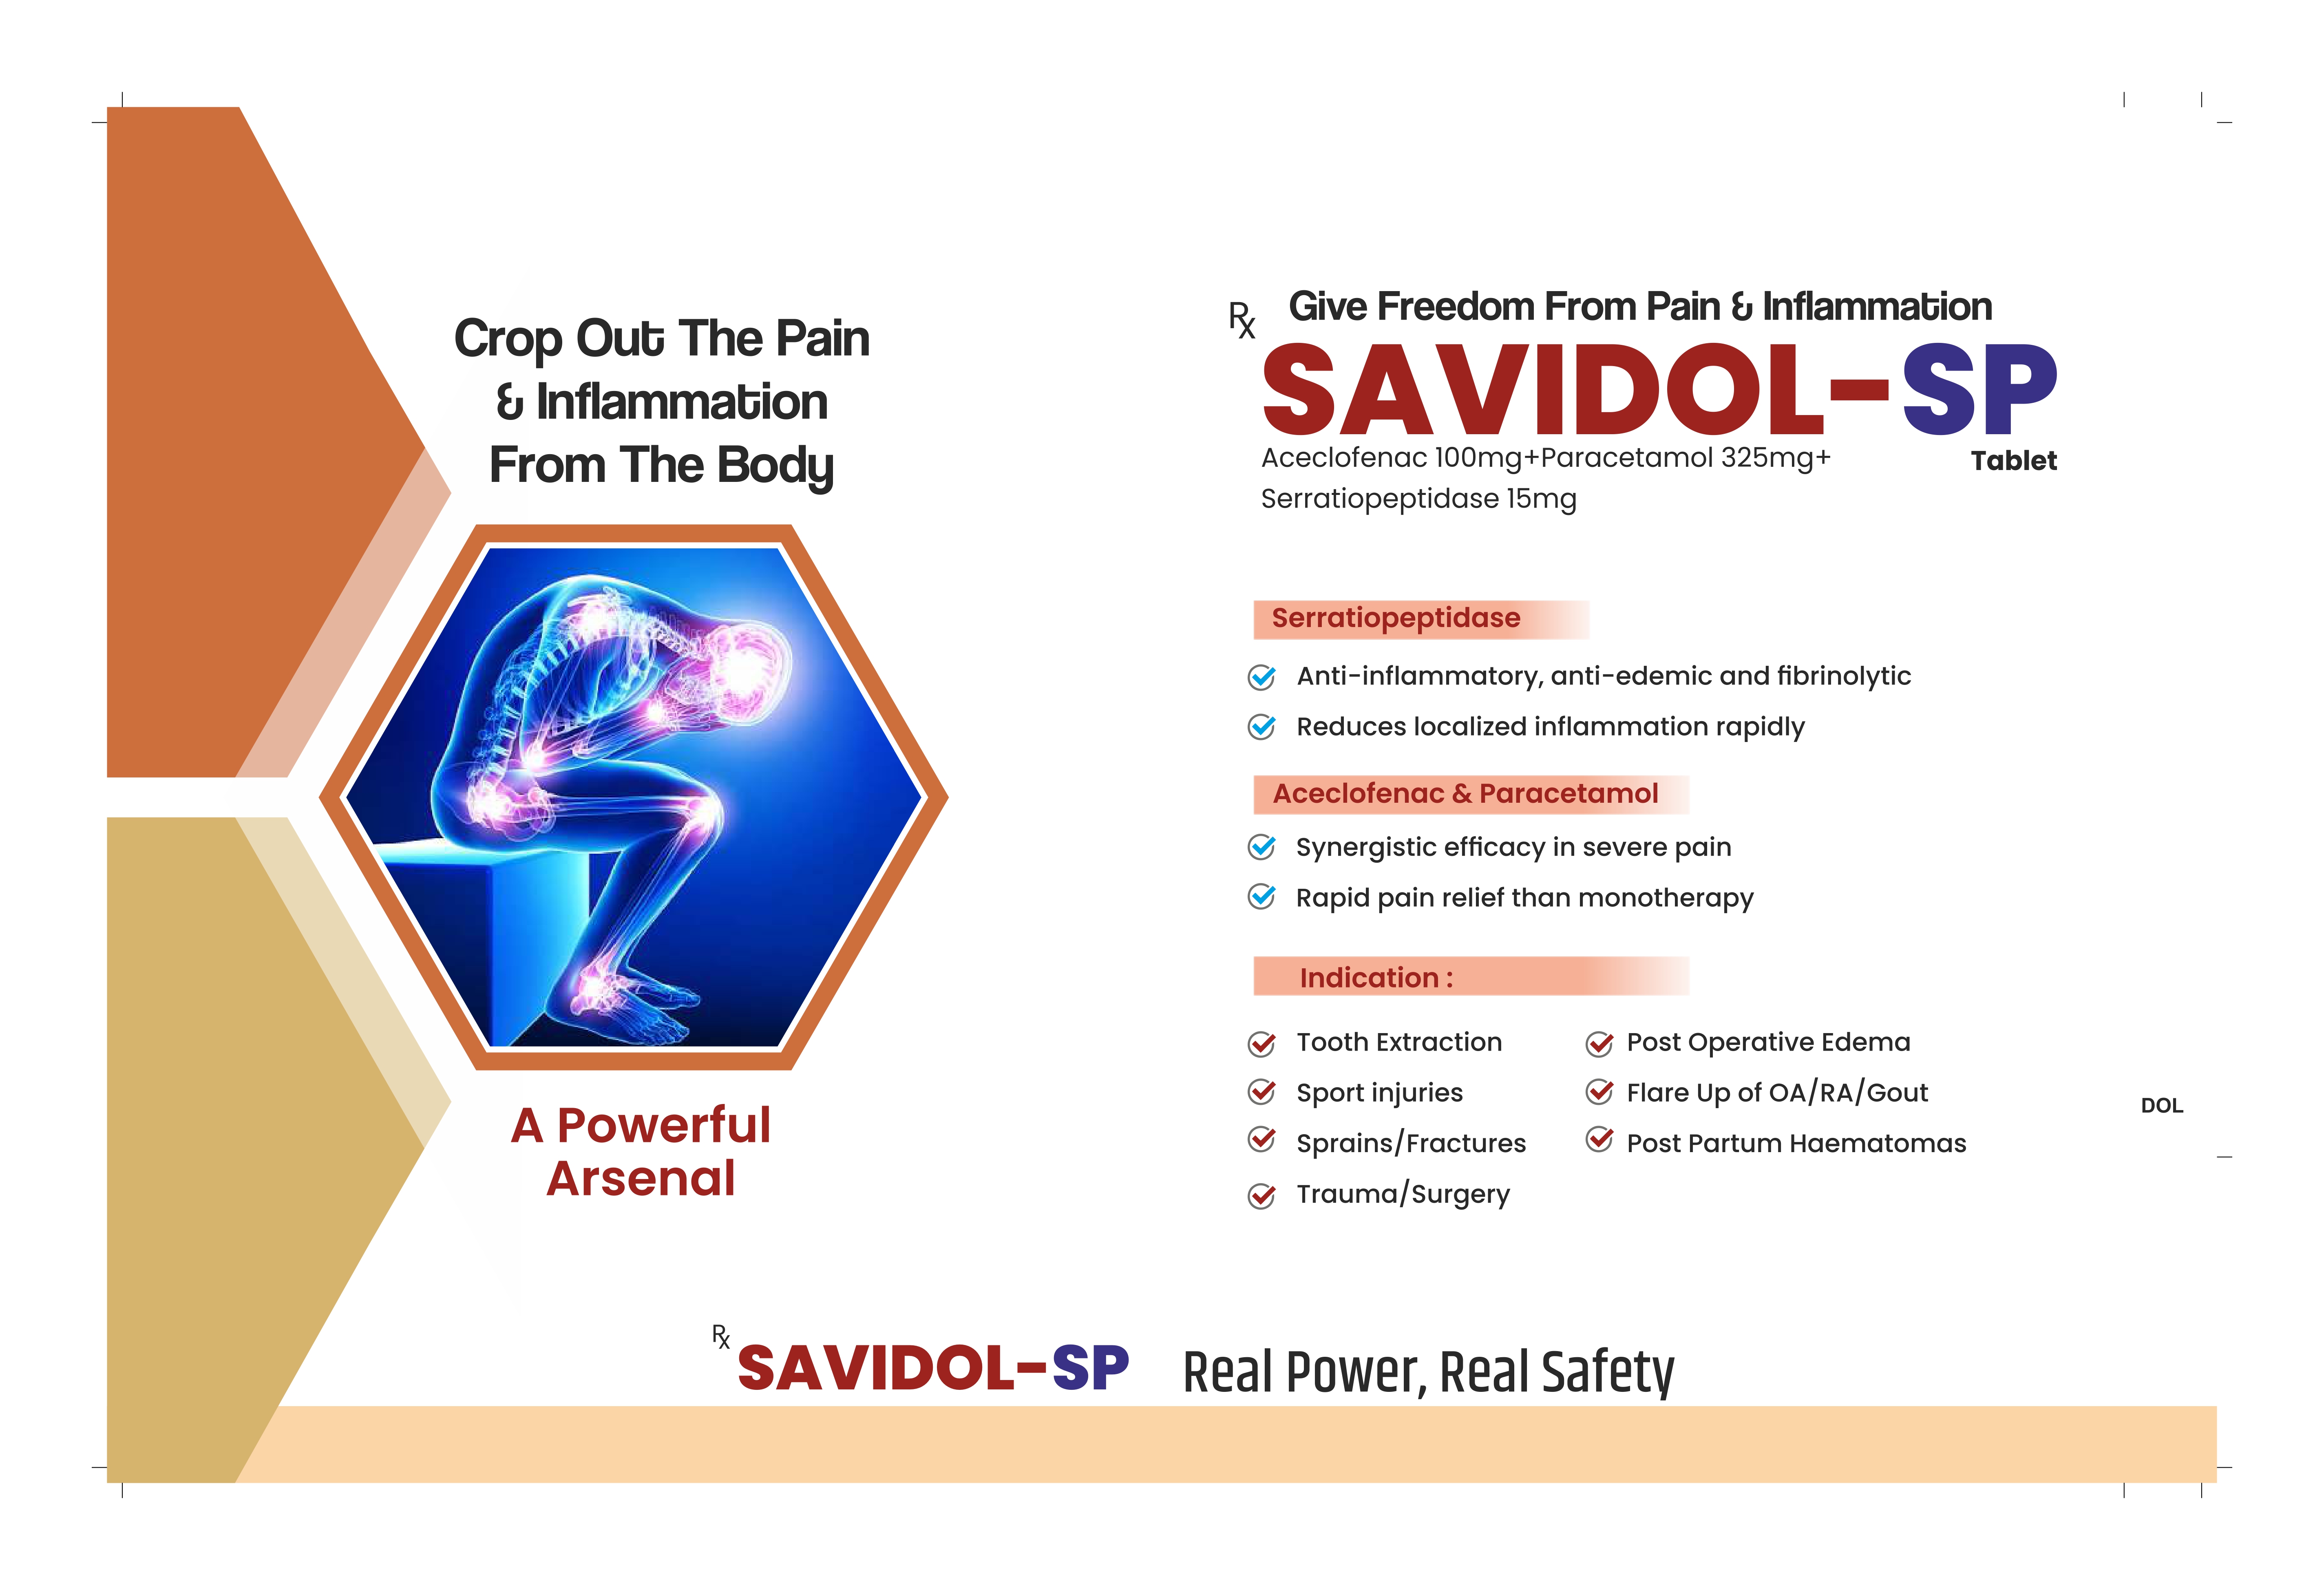 Crop Out The Pain
& Inflammation
From The Body
A Powerful
Arsenal
Rx
Give Freedom From Pain & Inflammation
SAVIDOL-SP
Aceclofenac 100mg+Paracetamol 325mg+
Tablet
Serratiopeptidase 15mg
Serratiopeptidase
Anti-inflammatory, anti-edemic and fibrinolytic
Reduces localized inflammation rapidly
Aceclofenac & Paracetamol
Synergistic efficacy in severe pain
Rapid pain relief than monotherapy
Indication :
Tooth Extraction
Sport injuries
Sprains/Fractures
Trauma/Surgery
Post Operative Edema
Flare Up of OA/RA/Gout
Post Partum Haematomas
DOL
Rx
SAVIDOL-SP
Real Power, Real Safety